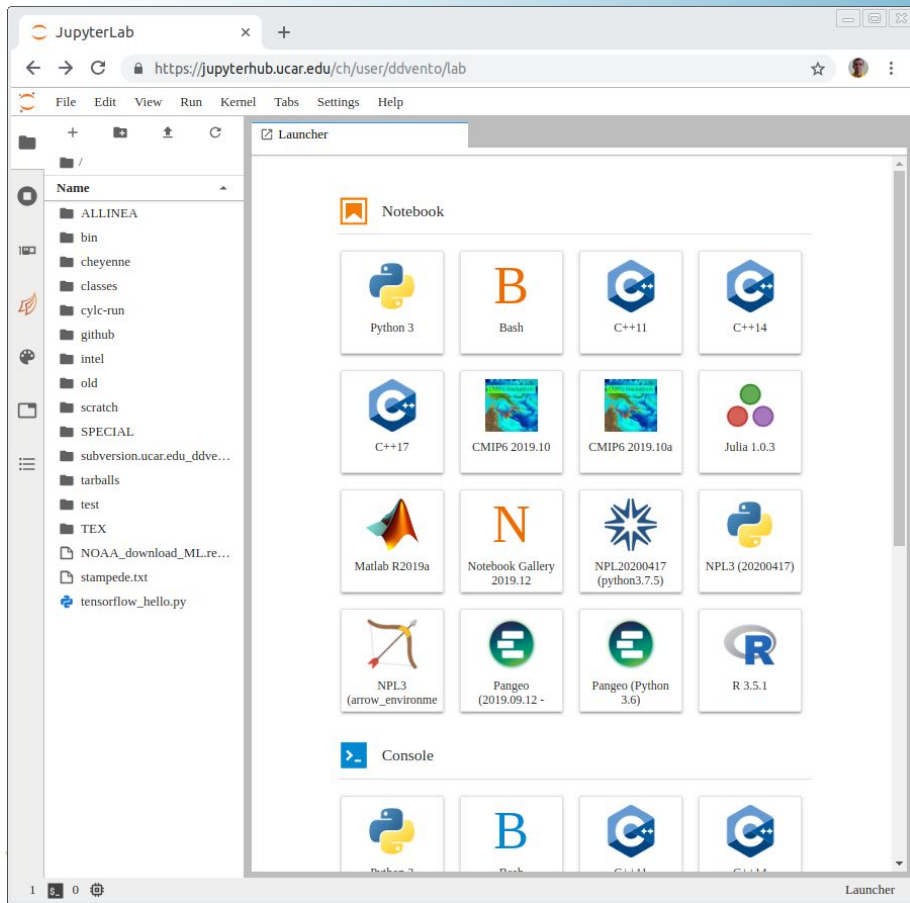 JupyterLab
https://jupyterhub.ucar.edu/ch/user/ddvento/lab
File Edit View Run Kernel Tabs Settings Help
Launcher
/
Name
ALLINEA
bin
cheyenne
classes
cylc-run
github
intel
old
scratch
SPECIAL
subversion.ucar.edu_ddve...
tarballs
test
TEX
NOAA_download_ML.re...
stampede.txt
tensorflow_hello.py
Notebook
Python 3
B
Bash
C++
C++11
C++
C++14
C++
C++17
CMIP6 2019.10
CMIP6 2019.10a
Julia 1.0.3
Matlab R2019a
N
Notebook Gallery
2019.12
NPL20200417
(python3.7.5)
NPL3 (20200417)
NPL3
(arrow_environme
Pangeo
(2019.09.12 -
Pangeo (Python
3.6)
R
R 3.5.1
Console
B
C++
C++
1 $_ 0
Launcher